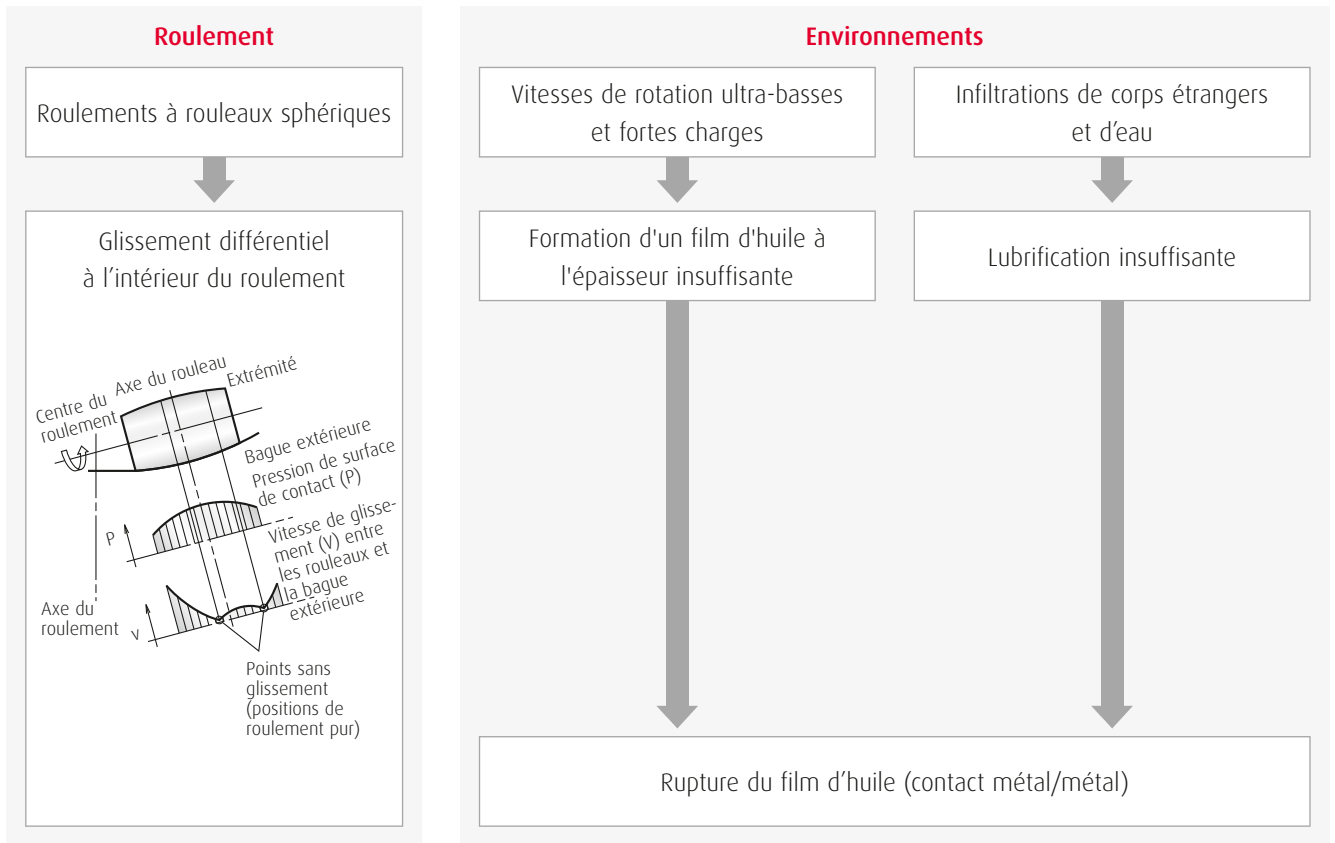 Roulement
Roulements à rouleaux sphériques
Glissement différentiel
à l’intérieur du roulement
Centre du
roulement
Axe du rouleau
Extrémité
Bague extérieure
Pression de surface
de contact (P)
P
Vitesse de glisse-
ment (V) entre
les rouleaux et
la bague
extérieure
Axe du
roulement
V
Points sans
glissement
(positions de
roulement pur)
Environnements
Vitesses de rotation ultra-basses
et fortes charges
Infiltrations de corps étrangers
et d’eau
Formation d'un film d'huile à
l'épaisseur insuffisante
Lubrification insuffisante
Rupture du film d’huile (contact métal/métal)